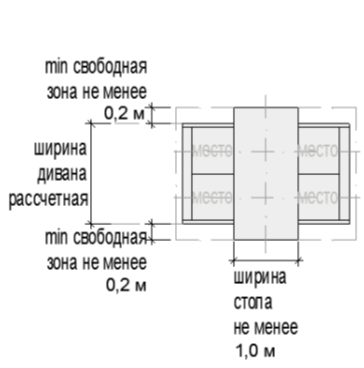 min свободная
зона не менее
0,2 м
ширина
дивана
рассчетная
место место
место место
min свободная
зона не менее
0,2 м
ширина
стопа
не менее
1,0 м